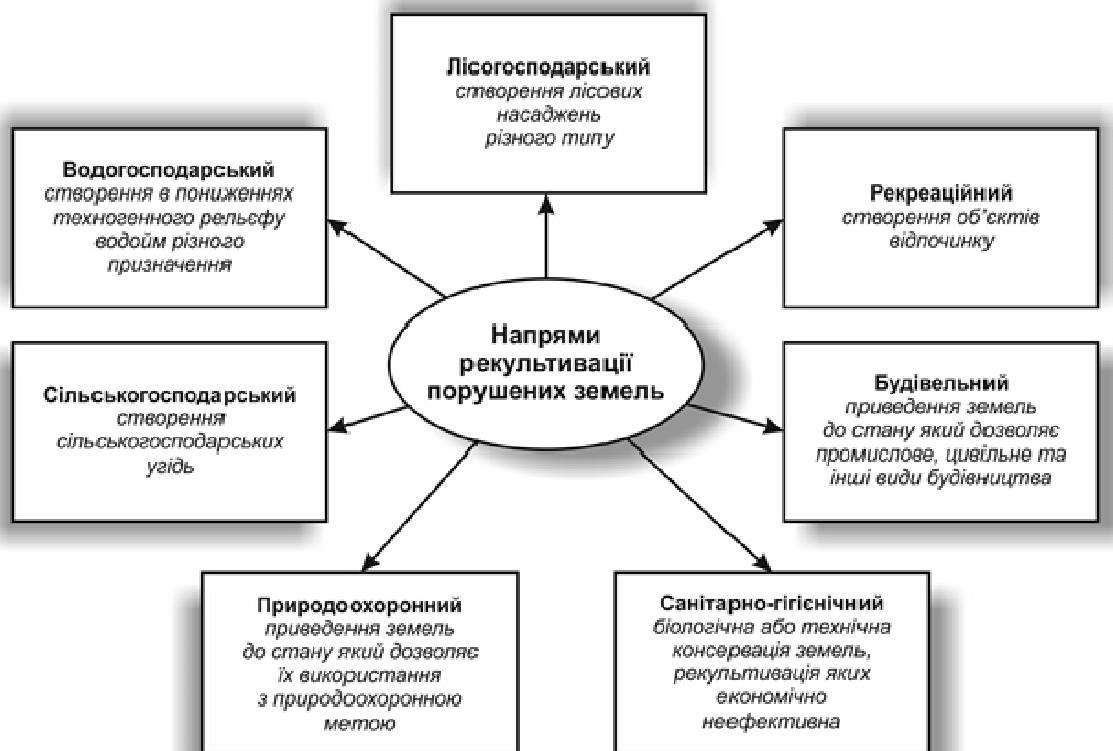 Лісогосподарський
створення лісових
насаджень
різного типу
Водогосподарський
створення в пониженнях
техногенного рельєфу
водойм різного
призначення
Рекреаційний
створення об'єктів
відпочинку
Напрями
рекультивації
порушених земель
Сільськогосподарський
створення
сільськогосподарських
угідь
Будівельний
приведення земель
до стану який дозволяє
промислове, цивільне та
інші види будівництва
Природоохоронний
приведення земель
до стану який дозволяє
їх використання
з природоохоронною
метою
Санітарно-гігієнічний
біологічна або технічна
консервація земель,
рекультивація яких
економічно
неефективна